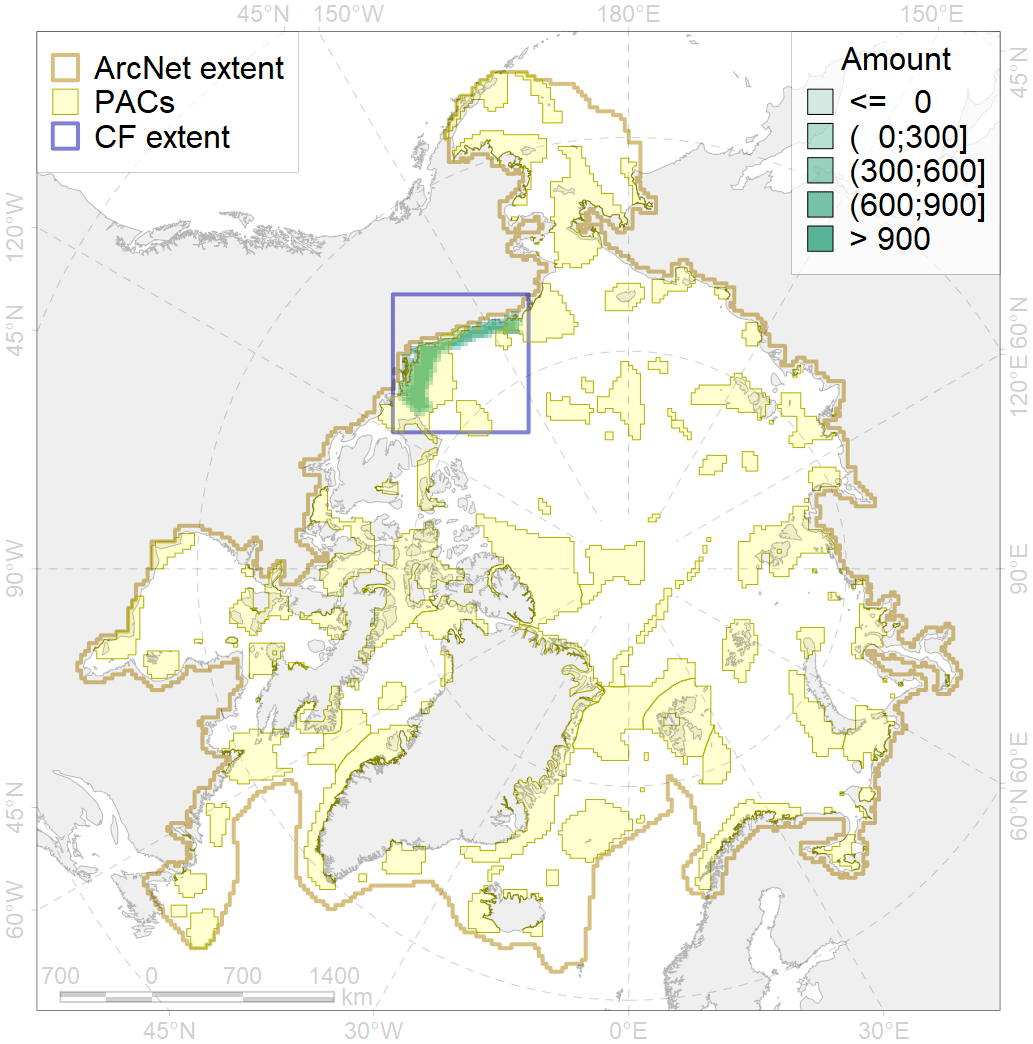 45°N 150°W 180°E 150°E
ArcNet extent
PACs
CF extent
Amount
<= 0
( 0;300]
(300;600]
(600;900]
> 900
45°N
120°W
45°N
60°N
120°E
90°W
90°E
60°E
60°N
45°N
60°W
700 0 700 1400
km
45°N 30°W 0°E 30°E